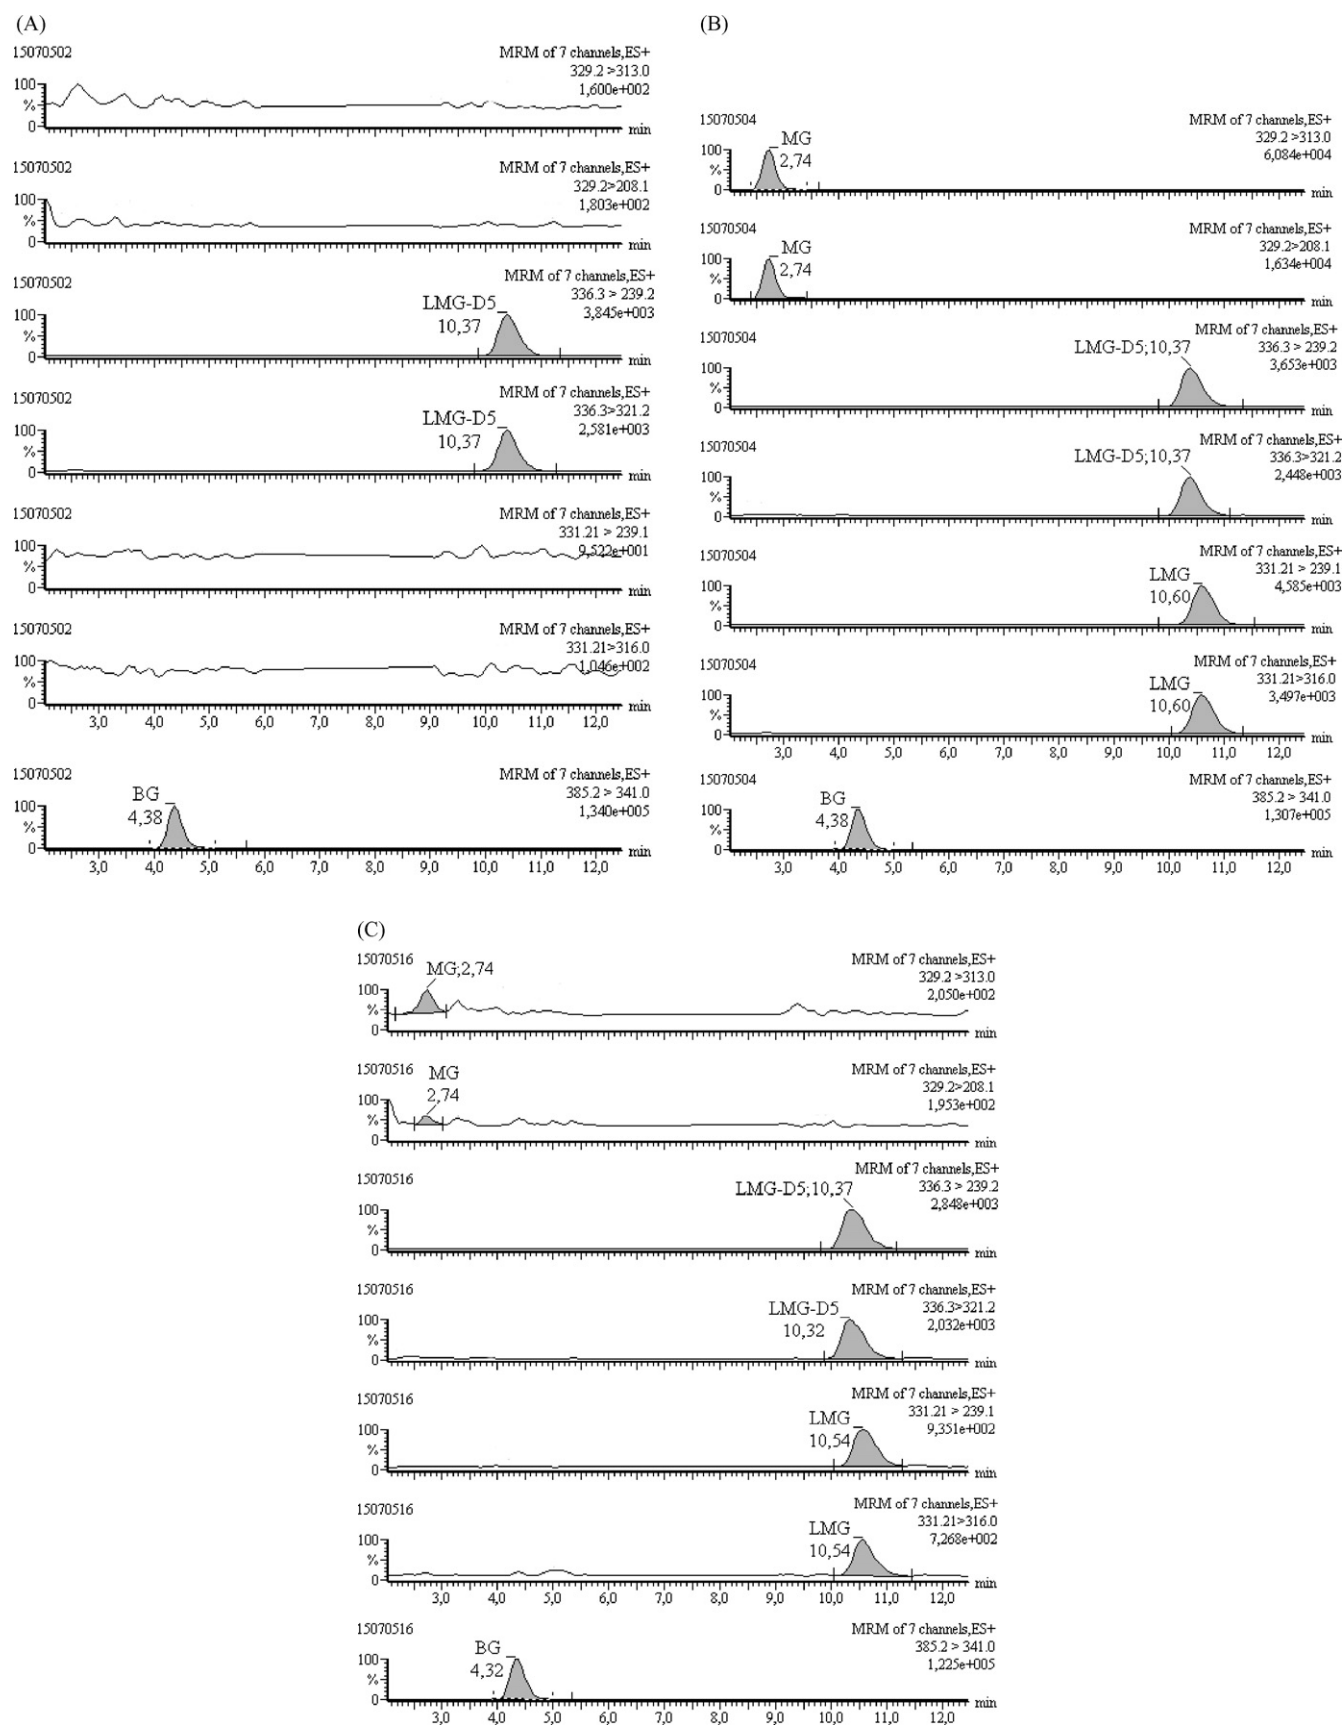 (A)
15070502
MRM of 7 channels,ES+
329.2 >313.0
1,600e+002
100
%
0
min
15070502
MRM of 7 channels,ES+
329.2>208.1
1,803e+002
100
%
0
min
15070502
MRM of 7 channels,ES+
336.3 > 239.2
3,845e+003
LMG-D5
10,37
100
%
0
min
15070502
MRM of 7 channels,ES+
336.3>321.2
2,581e+003
LMG-D5
10,37
100
%
0
min
15070502
MRM of 7 channels,ES+
331.21 > 239.1
9,522e+001
100
%
0
min
15070502
MRM of 7 channels,ES+
331.21>316.0
1,046e+002
100
%
0
min
3,0 4,0 5,0 6,0 7,0 8,0 9,0 10,0 11,0 12,0
15070502
MRM of 7 channels,ES+
385.2 > 341.0
1,340e+005
BG
4,38
100
%
0
min
3,0 4,0 5,0 6,0 7,0 8,0 9,0 10,0 11,0 12,0
(B)
15070504
MRM of 7 channels,ES+
329.2 >313.0
6,084e+004
MG
2,74
100
%
0
min
15070504
MRM of 7 channels,ES+
329.2>208.1
1,634e+004
MG
2,74
100
%
0
min
15070504
MRM of 7 channels,ES+
336.3 > 239.2
3,653e+003
LMG-D5;10,37
100
%
0
min
15070504
MRM of 7 channels,ES+
336.3>321.2
2,448e+003
LMG-D5;10,37
100
%
0
min
15070504
MRM of 7 channels,ES+
331.21 > 239.1
4,585e+003
LMG
10,60
100
%
0
min
15070504
MRM of 7 channels,ES+
331.21>316.0
3,497e+003
LMG
10,60
100
%
0
min
3,0 4,0 5,0 6,0 7,0 8,0 9,0 10,0 11,0 12,0
15070504
MRM of 7 channels,ES+
385.2 > 341.0
1,307e+005
BG
4,38
100
%
0
min
3,0 4,0 5,0 6,0 7,0 8,0 9,0 10,0 11,0 12,0
(C)
15070516
MRM of 7 channels,ES+
329.2 >313.0
2,050e+002
MG;2,74
100
%
0
min
15070516
MRM of 7 channels,ES+
329.2>208.1
1,953e+002
MG
2,74
100
%
0
min
15070516
MRM of 7 channels,ES+
336.3 > 239.2
2,848e+003
LMG-D5;10,37
100
%
0
min
15070516
MRM of 7 channels,ES+
336.3>321.2
2,032e+003
LMG-D5
10,32
100
%
0
min
15070516
MRM of 7 channels,ES+
331.21 > 239.1
9,351e+002
LMG
10,54
100
%
0
min
15070516
MRM of 7 channels,ES+
331.21>316.0
7,268e+002
LMG
10,54
100
%
0
min
3,0 4,0 5,0 6,0 7,0 8,0 9,0 10,0 11,0 12,0
15070516
MRM of 7 channels,ES+
385.2 > 341.0
1,225e+005
BG
4,32
100
%
0
min
3,0 4,0 5,0 6,0 7,0 8,0 9,0 10,0 11,0 12,0